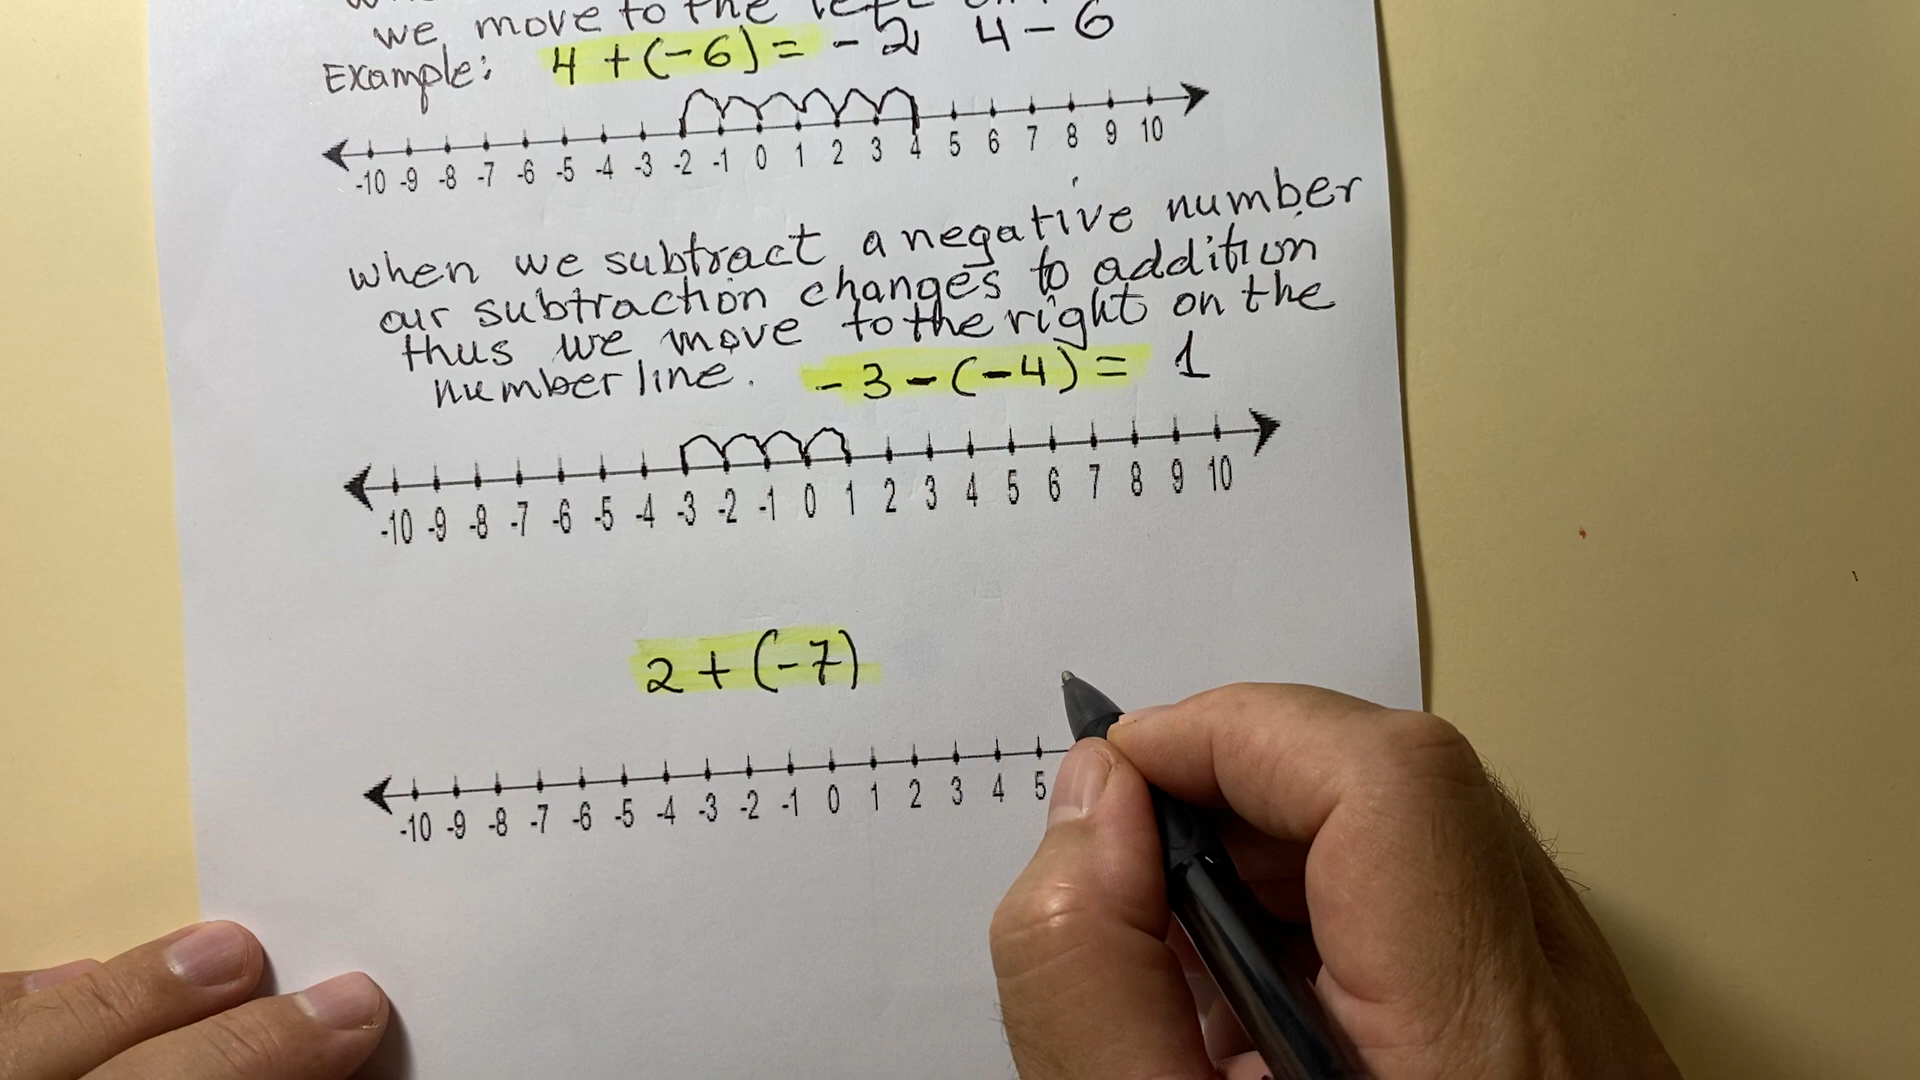 we move to the left
Example: 4 + (-6) = -2 4 - 6
-10 -9 -8 -7 -6 -5 -4 -3 -2 -1 0 1 2 3 4 5 6 7 8 9 10
when we subtract a negative number
our subtraction changes to addition
thus we move to the right on the
number line. -3 - (-4) = 1
-10 -9 -8 -7 -6 -5 -4 -3 -2 -1 0 1 2 3 4 5 6 7 8 9 10
2 + (-7)
-10 -9 -8 -7 -6 -5 -4 -3 -2 -1 0 1 2 3 4 5